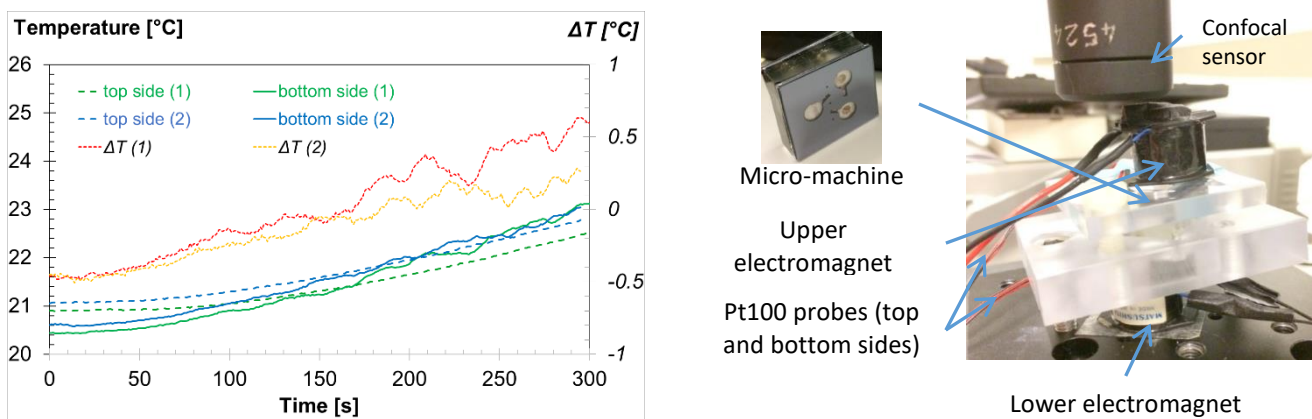 Temperature [°C]
ΔT [°C]
26
25
24
23
22
21
20
1
0.5
0
-0.5
-1
top side (1)
bottom side (1)
top side (2)
bottom side (2)
ΔT (1)
ΔT (2)
0
50
100
150
200
250
300
Time [s]
Micro-machine
Upper
electromagnet
Pt100 probes (top
and bottom sides)
Confocal
sensor
4524
Lower electromagnet